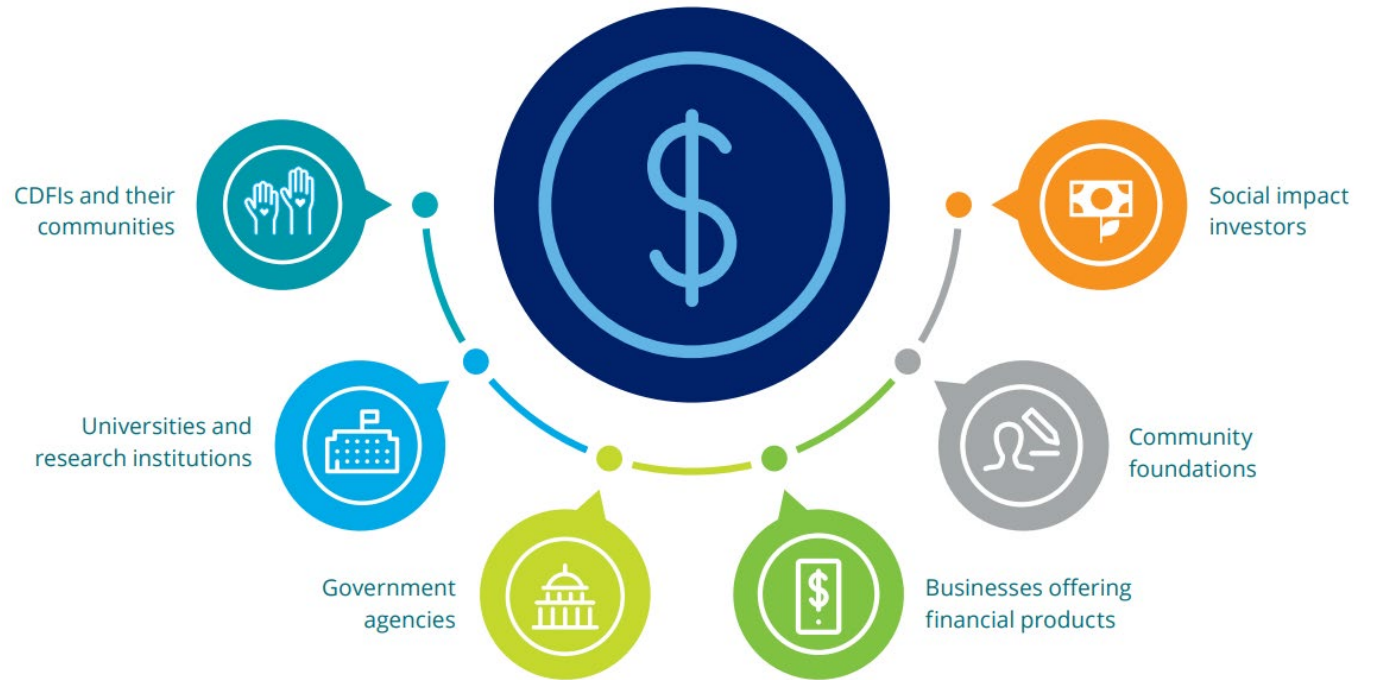 CDFIs and their
communities
Universities and
research institutions
Government
agencies
Businesses offering
financial products
Community
foundations
Social impact
investors